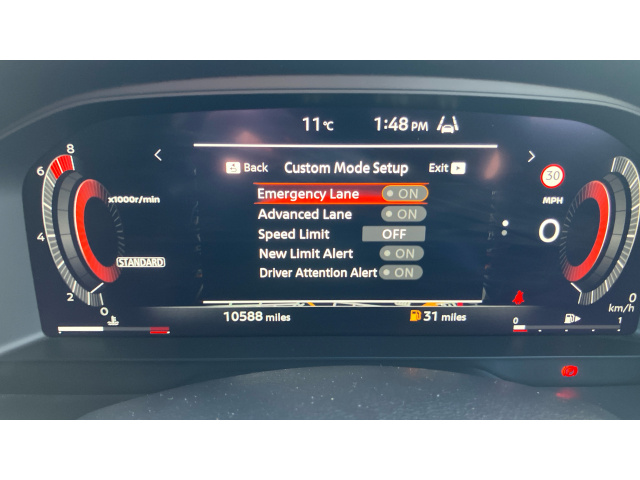 11°C 1:48 PM
8
6
4
2
0
x1000r/min
STANDARD
Back Custom Mode Setup Exit
Emergency Lane ON
Advanced Lane ON
Speed Limit OFF
New Limit Alert ON
Driver Attention Alert ON
30
MPH
0
0
km/h
10588 miles
31 miles
0 1